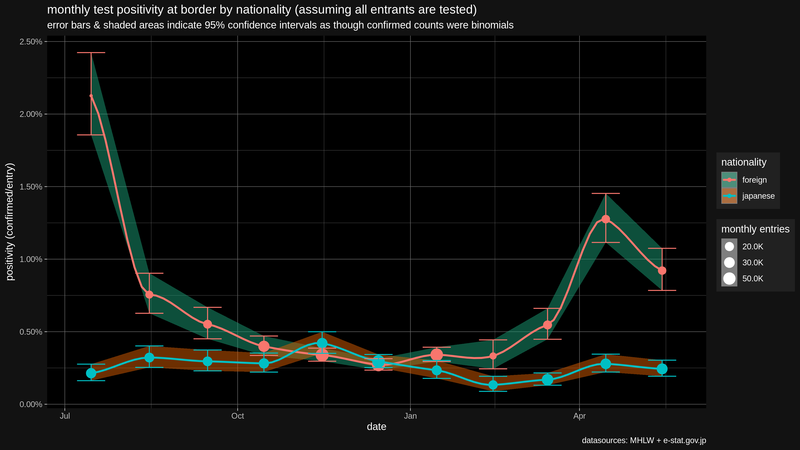 monthly test positivity at border by nationality (assuming all entrants are tested)
error bars & shaded areas indicate 95% confidence intervals as though confirmed counts were binomials
positivity (confirmed/entry)
2.50%
2.00%
1.50%
1.00%
0.50%
0.00%
Jul
Oct
Jan
Apr
date
nationality
foreign
japanese
monthly entries
20.0K
30.0K
50.0K
datasources: MHLW + e-stat.gov.jp